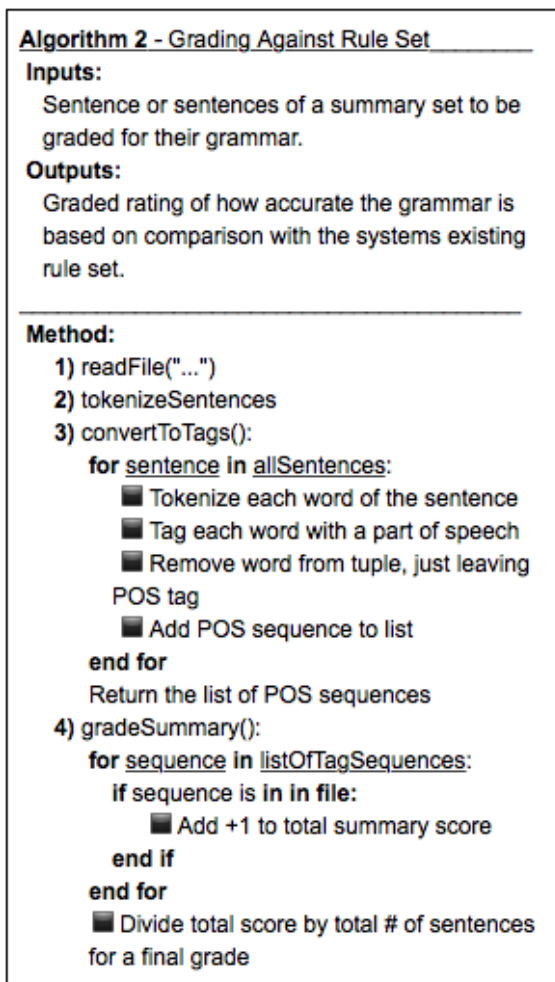 Algorithm 2 - Grading Against Rule Set________
Inputs:
Sentence or sentences of a summary set to be
graded for their grammar.
Outputs:
Graded rating of how accurate the grammar is
based on comparison with the systems existing
rule set.
Method:
1) readFile("...")
2) tokenizeSentences
3) convertToTags():
for sentence in allSentences:
■ Tokenize each word of the sentence
■ Tag each word with a part of speech
■ Remove word from tuple, just leaving
POS tag
■ Add POS sequence to list
end for
Return the list of POS sequences
4) gradeSummary():
for sequence in listOfTagSequences:
if sequence is in in file:
■ Add +1 to total summary score
end if
end for
■ Divide total score by total # of sentences
for a final grade